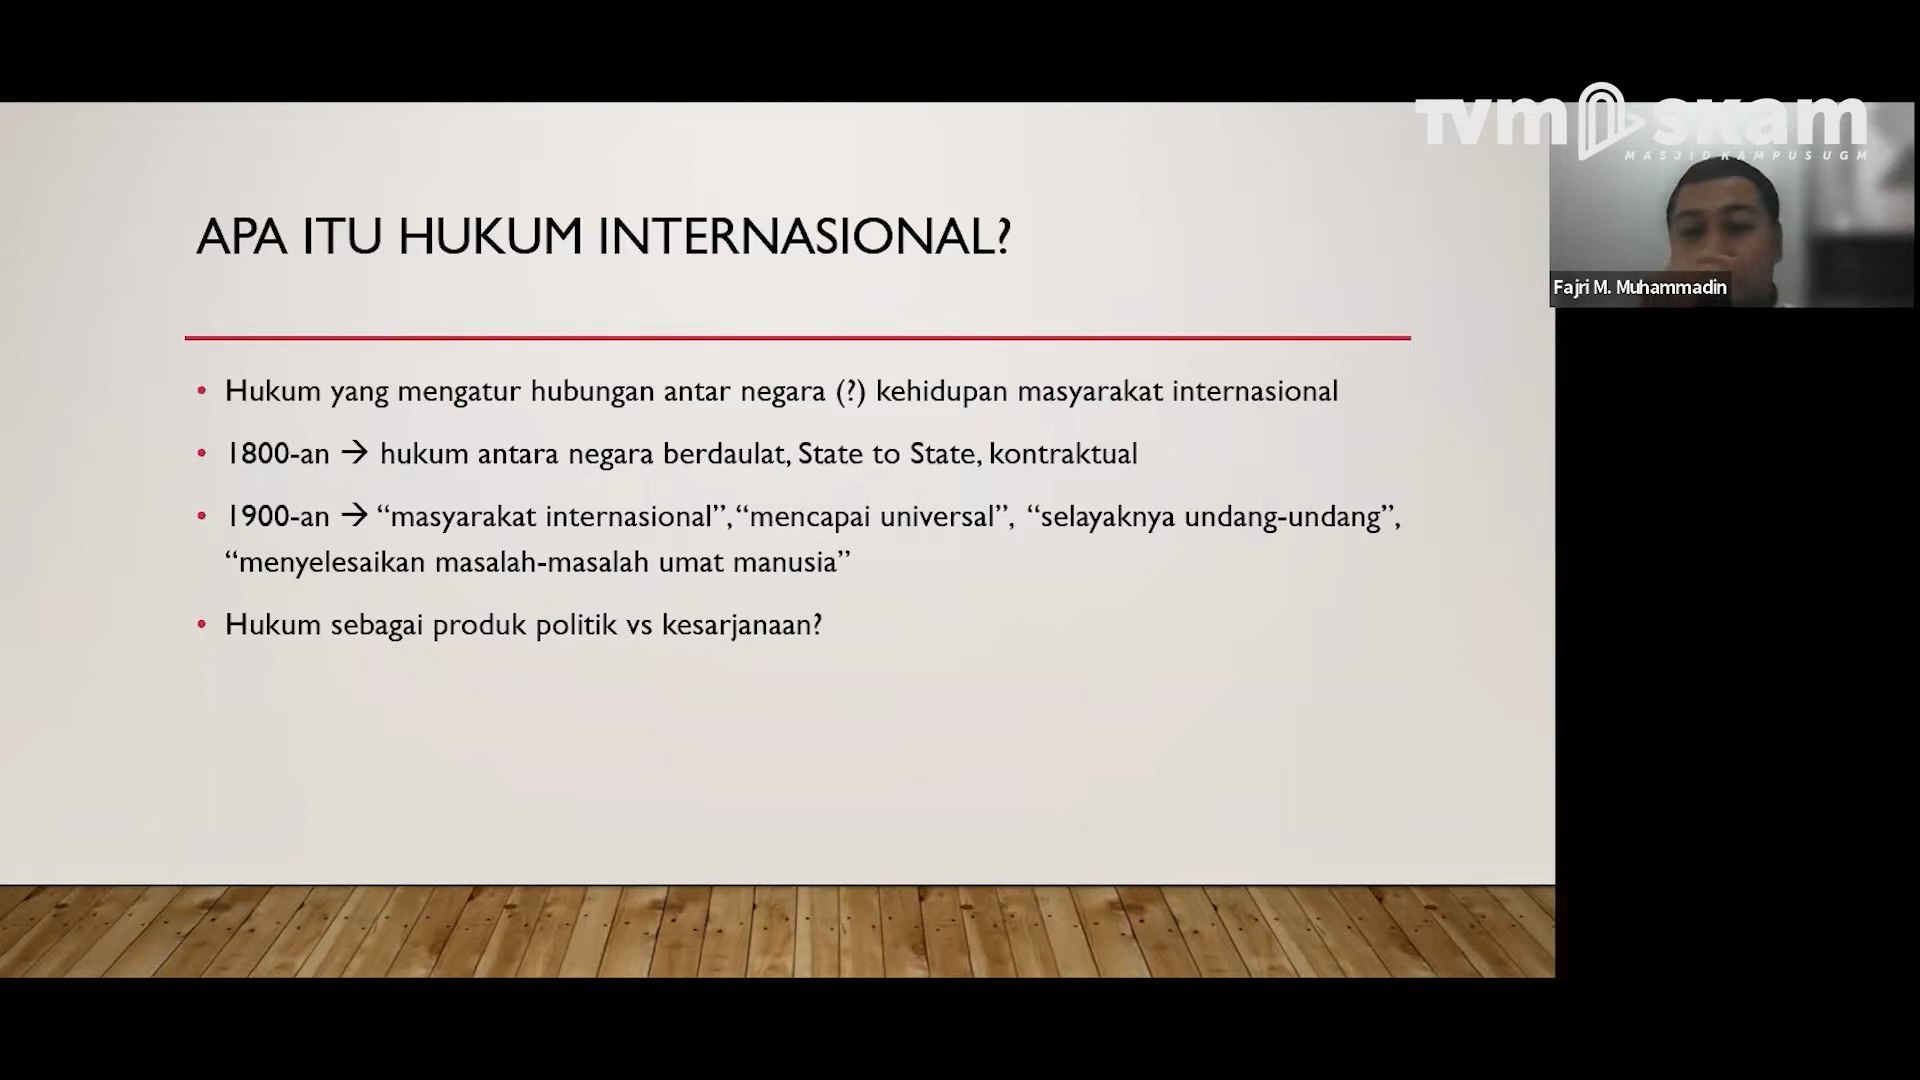 TVM SKAM
MASJID KAMPUS UGM
APA ITU HUKUM INTERNASIONAL?
Fajri M. Muhammadin
• Hukum yang mengatur hubungan antar negara (?) kehidupan masyarakat internasional
• 1800-an → hukum antara negara berdaulat, State to State, kontraktual
• 1900-an → “masyarakat internasional”, “mencapai universal”, “selayaknya undang-undang”,
“menyelesaikan masalah-masalah umat manusia”
• Hukum sebagai produk politik vs kesarjanaan?